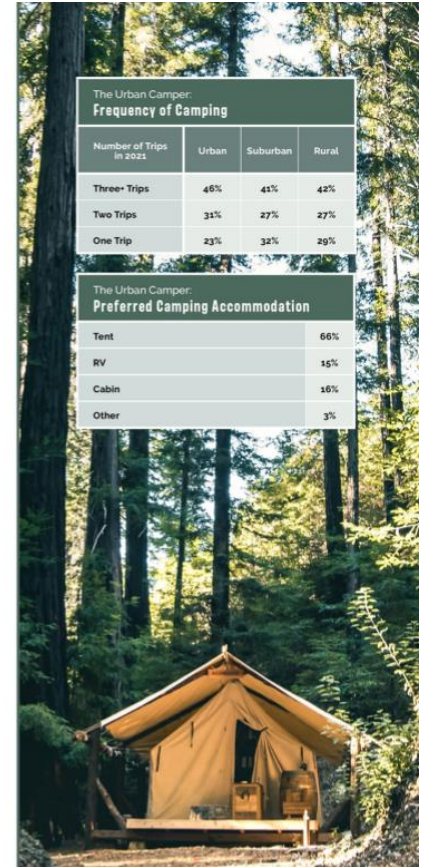 The Urban Camper:
Frequency of Camping
Number of Trips
in 2021
Urban
Suburban
Rural
Three+ Trips 46% 41% 42%
Two Trips 31% 27% 27%
One Trip 23% 32% 29%
The Urban Camper:
Preferred Camping Accommodation
Tent 66%
RV 15%
Cabin 16%
Other 3%